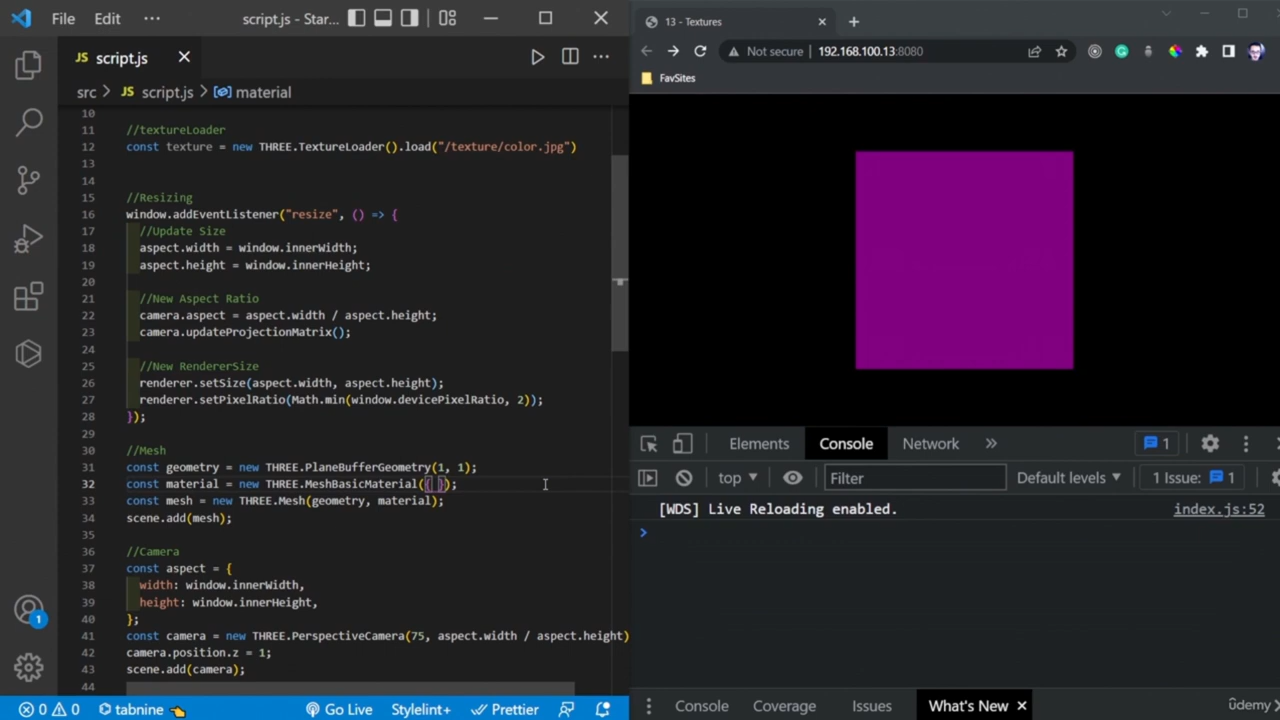 File Edit ··· script.js - Star...
JS script.js
src > JS script.js > material
10
11 //textureLoader
12 const texture = new THREE.TextureLoader().load("/texture/color.jpg")
13
14
15 //Resizing
16 window.addEventListener("resize", () => {
17 //Update Size
18 aspect.width = window.innerWidth;
19 aspect.height = window.innerHeight;
20
21 //New Aspect Ratio
22 camera.aspect = aspect.width / aspect.height;
23 camera.updateProjectionMatrix();
24
25 //New RendererSize
26 renderer.setSize(aspect.width, aspect.height);
27 renderer.setPixelRatio(Math.min(window.devicePixelRatio, 2));
28 });
29
30 //Mesh
31 const geometry = new THREE.PlaneBufferGeometry(1, 1);
32 const material = new THREE.MeshBasicMaterial({ });
33 const mesh = new THREE.Mesh(geometry, material);
34 scene.add(mesh);
35
36 //Camera
37 const aspect = {
38 width: window.innerWidth,
39 height: window.innerHeight,
40 };
41 const camera = new THREE.PerspectiveCamera(75, aspect.width / aspect.height)
42 camera.position.z = 1;
43 scene.add(camera);
44
1
0 0 tabnine Go Live Stylelint+ Prettier
13 - Textures
Not secure | 192.168.100.13:8080
FavSites
Elements Console Network » 1
top Filter Default levels 1 Issue: 1
[WDS] Live Reloading enabled. index.js:52
Console Coverage Issues What's New
ûdemy